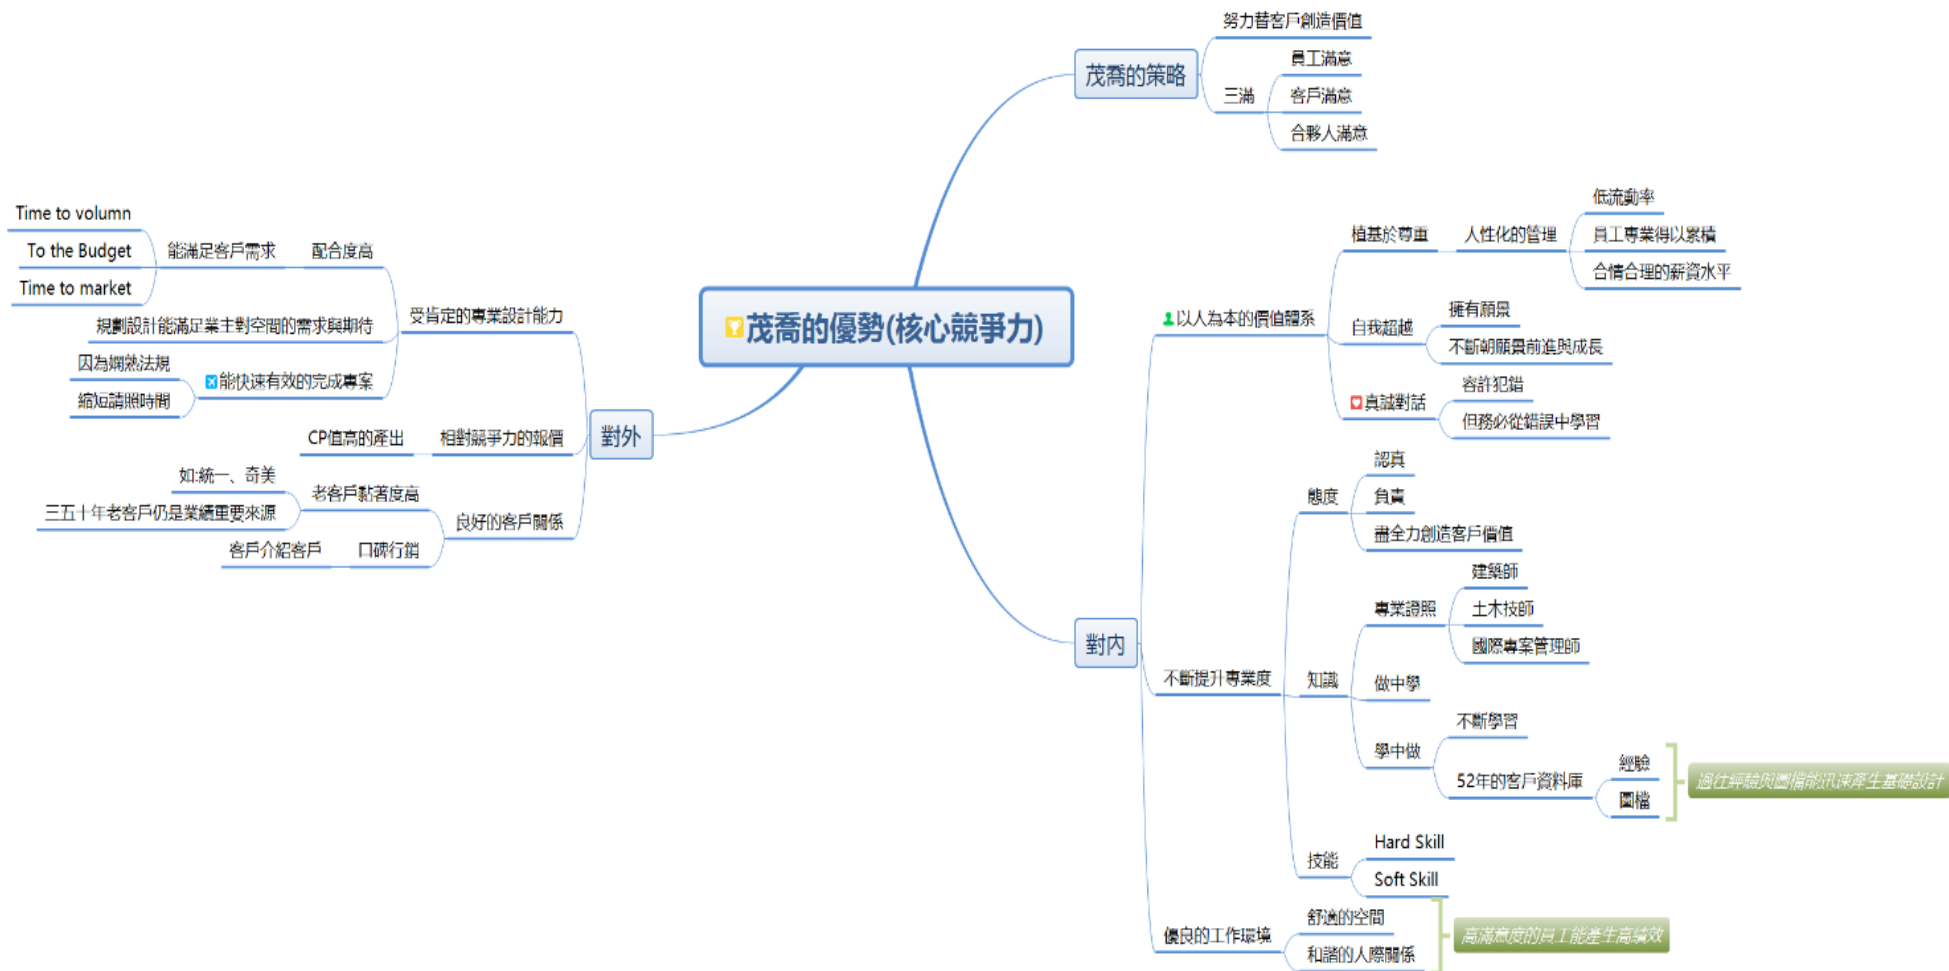 茂喬的優勢(核心競爭力)
茂喬的策略
努力替客戶創造價值
三滿
員工滿意
客戶滿意
合夥人滿意
對內
以人為本的價值體系
植基於尊重
人性化的管理
低流動率
員工專業得以累積
合情合理的薪資水平
自我超越
擁有願景
不斷朝願景前進與成長
真誠對話
容許犯錯
但務必從錯誤中學習
不斷提升專業度
態度
認真
負責
盡全力創造客戶價值
知識
專業證照
建築師
土木技師
國際專案管理師
做中學
學中做
不斷學習
52年的客戶資料庫
經驗
圖檔
過往經驗與圖檔能迅速產生基礎設計
技能
Hard Skill
Soft Skill
優良的工作環境
舒適的空間
和諧的人際關係
高滿意度的員工能產生高績效
對外
受肯定的專業設計能力
配合度高
能滿足客戶需求
Time to volumn
To the Budget
Time to market
規劃設計能滿足業主對空間的需求與期待
能快速有效的完成專案
因為嫻熟法規
縮短請照時間
相對競爭力的報價
CP值高的產出
良好的客戶關係
老客戶黏著度高
如:統一、奇美
三五十年老客戶仍是業績重要來源
口碑行銷
客戶介紹客戶